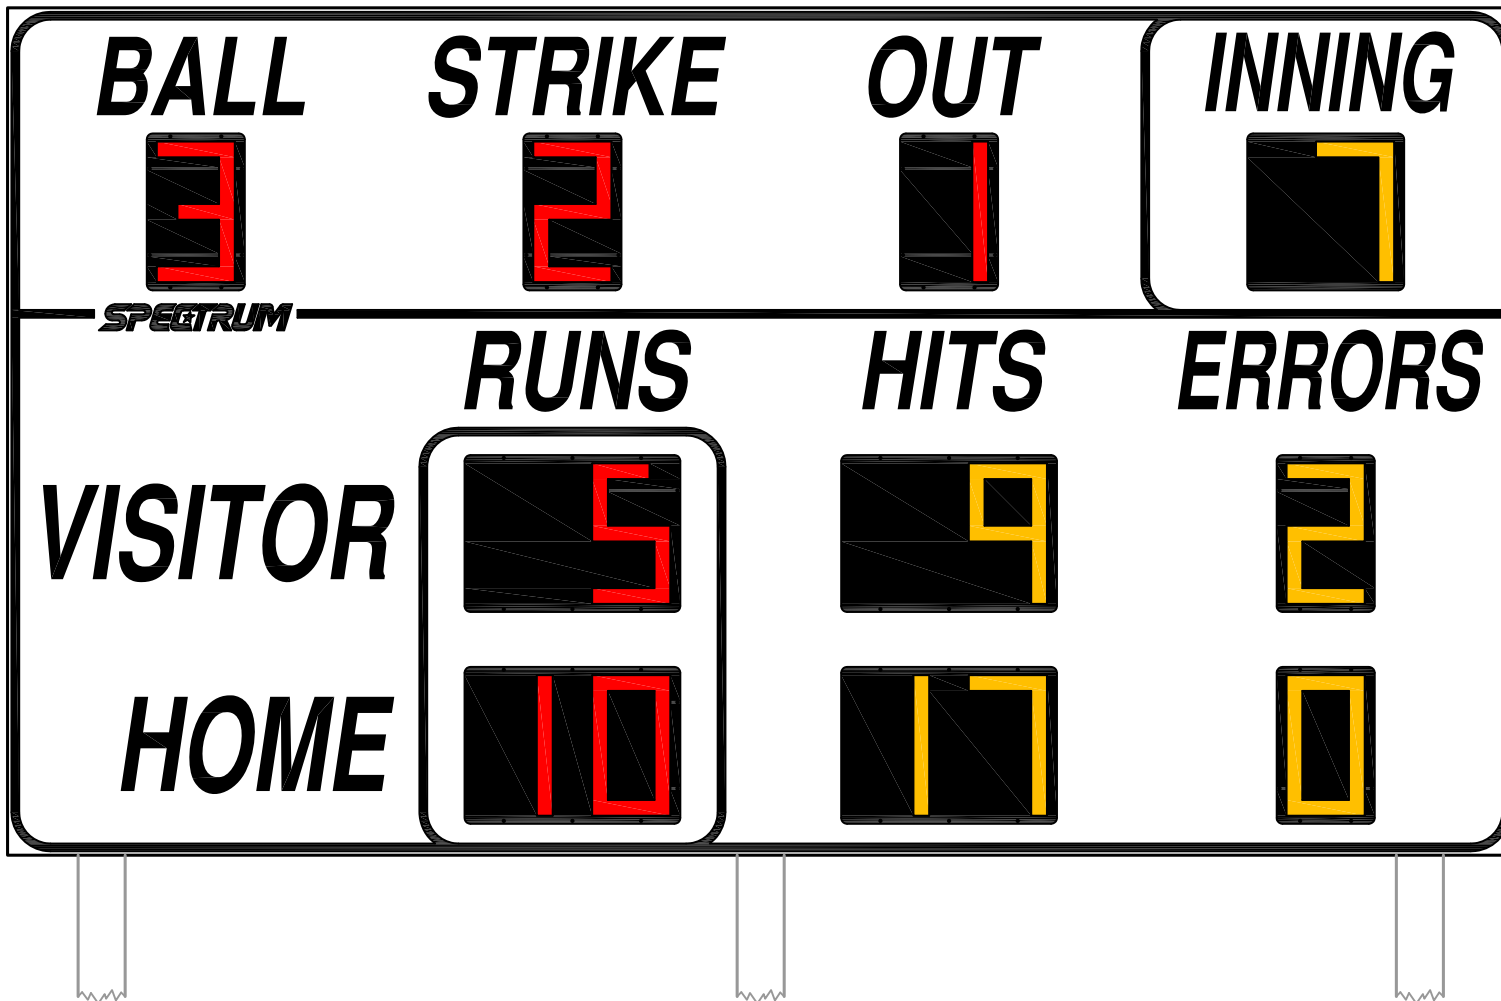 BALL STRIKE OUT INNING
3 2 1 7
SPECTRUM
RUNS HITS ERRORS
VISITOR 5 9 2
HOME 10 17 0